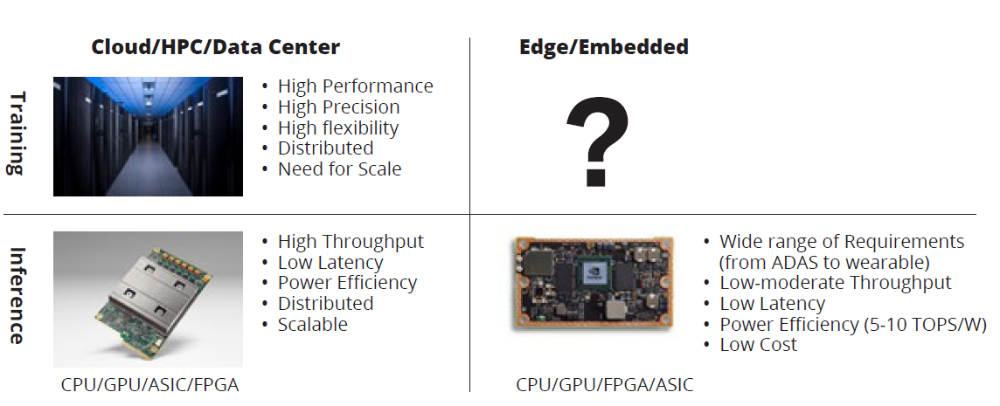 Cloud/HPC/Data Center
Edge/Embedded
Training
• High Performance
• High Precision
• High flexibility
• Distributed
• Need for Scale
?
Inference
• High Throughput
• Low Latency
• Power Efficiency
• Distributed
• Scalable
CPU/GPU/ASIC/FPGA
• Wide range of Requirements
(from ADAS to wearable)
• Low-moderate Throughput
• Low Latency
• Power Efficiency (5-10 TOPS/W)
• Low Cost
CPU/GPU/FPGA/ASIC